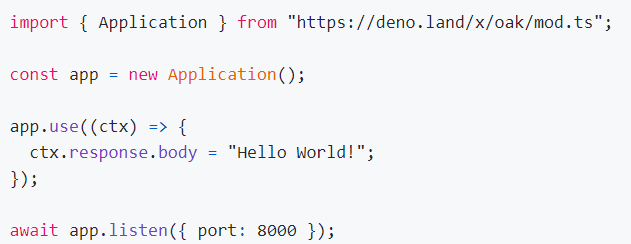 import { Application } from "https://deno.land/x/oak/mod.ts";
const app = new Application();
app.use((ctx) => {
  ctx.response.body = "Hello World!";
});
await app.listen({ port: 8000 });